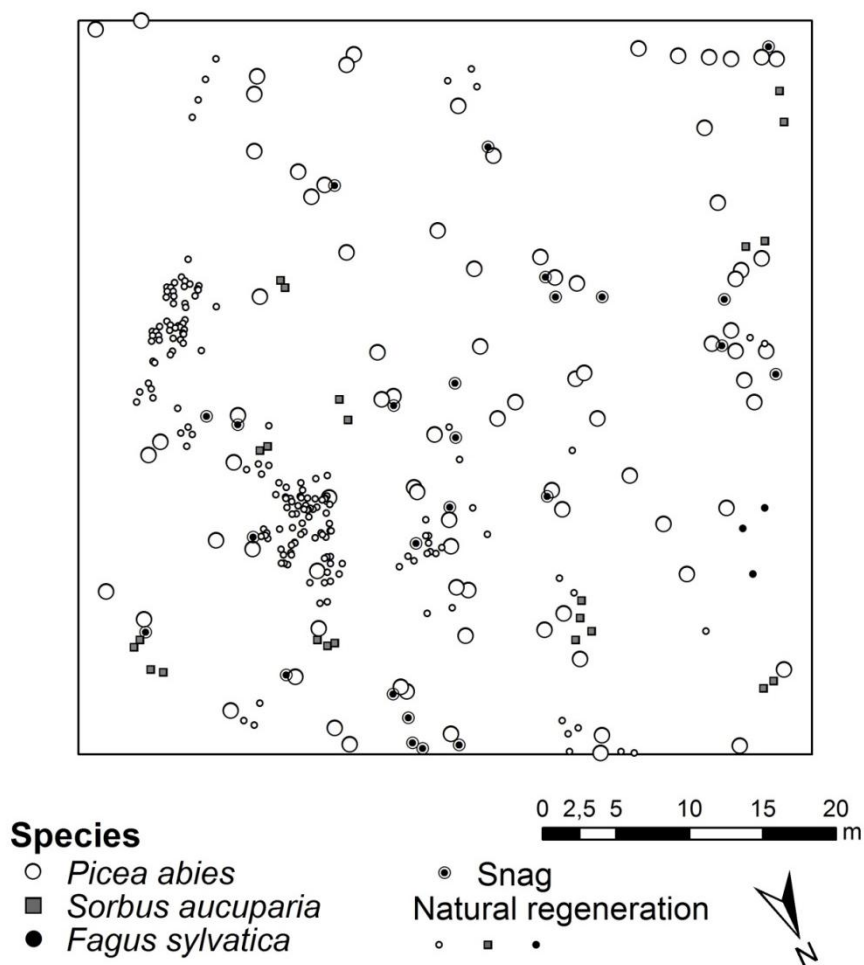 0 2,5 5 10 15 20
m
Species
Picea abies
Sorbus aucuparia
Fagus sylvatica
Snag
Natural regeneration
N